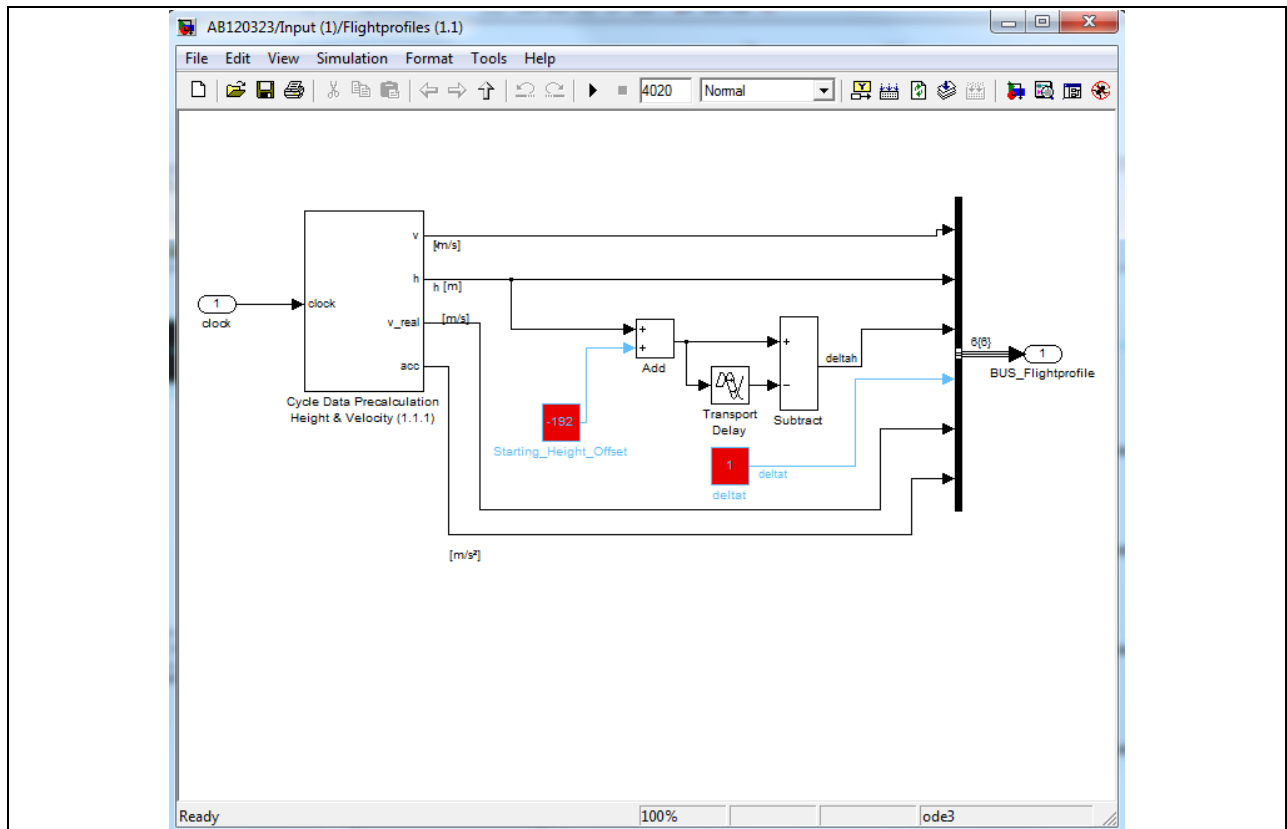 AB120323/Input (1)/Flightprofiles (1.1)
File Edit View Simulation Format Tools Help
4020 Normal
v
[m/s]
h
h [m]
1
clock
clock
v_real
[m/s]
acc
Cycle Data Precalculation
Height & Velocity (1.1.1)
+
+
Add
+
-
deltah
6{6}
1
BUS_Flightprofile
Transport
Delay
Subtract
-192
Starting_Height_Offset
1
deltat
deltat
[m/s²]
Ready 100% ode3